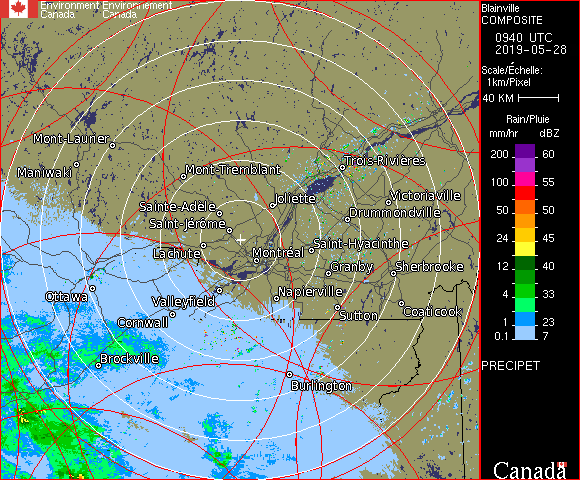 Environment Environnement
Canada Canada
Blainville
COMPOSITE
0940 UTC
2019-05-28
Scale/Échelle:
1km/Pixel
40 KM
Rain/Pluie
mm/hr dBZ
200 60
100 55
50 50
24 45
12 40
4 33
1 23
0.1 7
PRECIPET
Canada
Mont-Laurier
Maniwaki
Mont-Tremblant
Trois-Rivières
Sainte-Adèle
Joliette
Victoriaville
Saint-Jérôme
Drummondville
Lachute
Montréal
Saint-Hyacinthe
Granby
Sherbrooke
Ottawa
Valleyfield
Napierville
Cornwall
Sutton
Coaticook
Brockville
Burlington